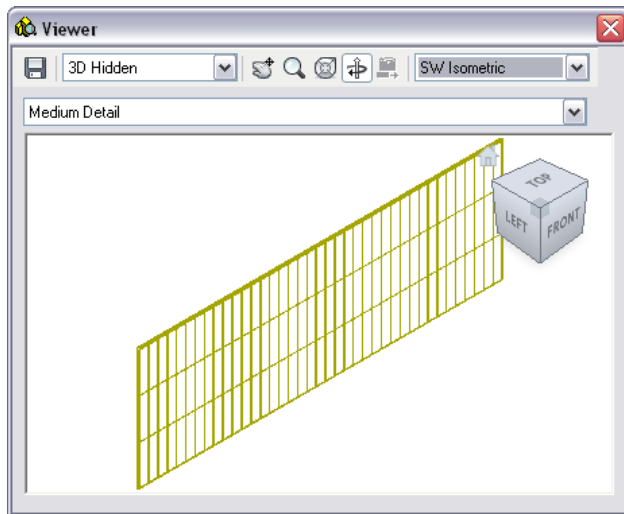 Viewer
3D Hidden
SW Isometric
Medium Detail
TOP
LEFT
FRONT